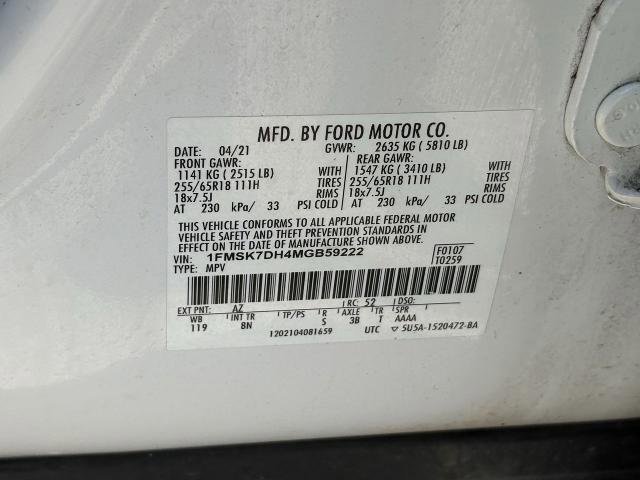 MFD. BY FORD MOTOR CO.
DATE: 04/21 GVWR: 2635 KG ( 5810 LB)
FRONT GAWR: REAR GAWR:
1141 KG ( 2515 LB) WITH 1547 KG ( 3410 LB) WITH
255/65R18 111H TIRES 255/65R18 111H TIRES
18x7.5J RIMS 18x7.5J RIMS
AT 230 kPa/ 33 PSI COLD AT 230 kPa/ 33 PSI COLD
THIS VEHICLE CONFORMS TO ALL APPLICABLE FEDERAL MOTOR
VEHICLE SAFETY AND THEFT PREVENTION STANDARDS IN EFFECT ON THE DATE OF MANUFACTURE SHOWN ABOVE.
VIN: 1FMSK7DH4MGB59222 F0107
TYPE: MPV T0259
EXT PNT: AZ RC: 52 DSO:
WB INT TR TP/PS R AXLE TR SPR
119 8N S 3B T AAAA
1202104081659 UTC 5U5A-1520472-BA